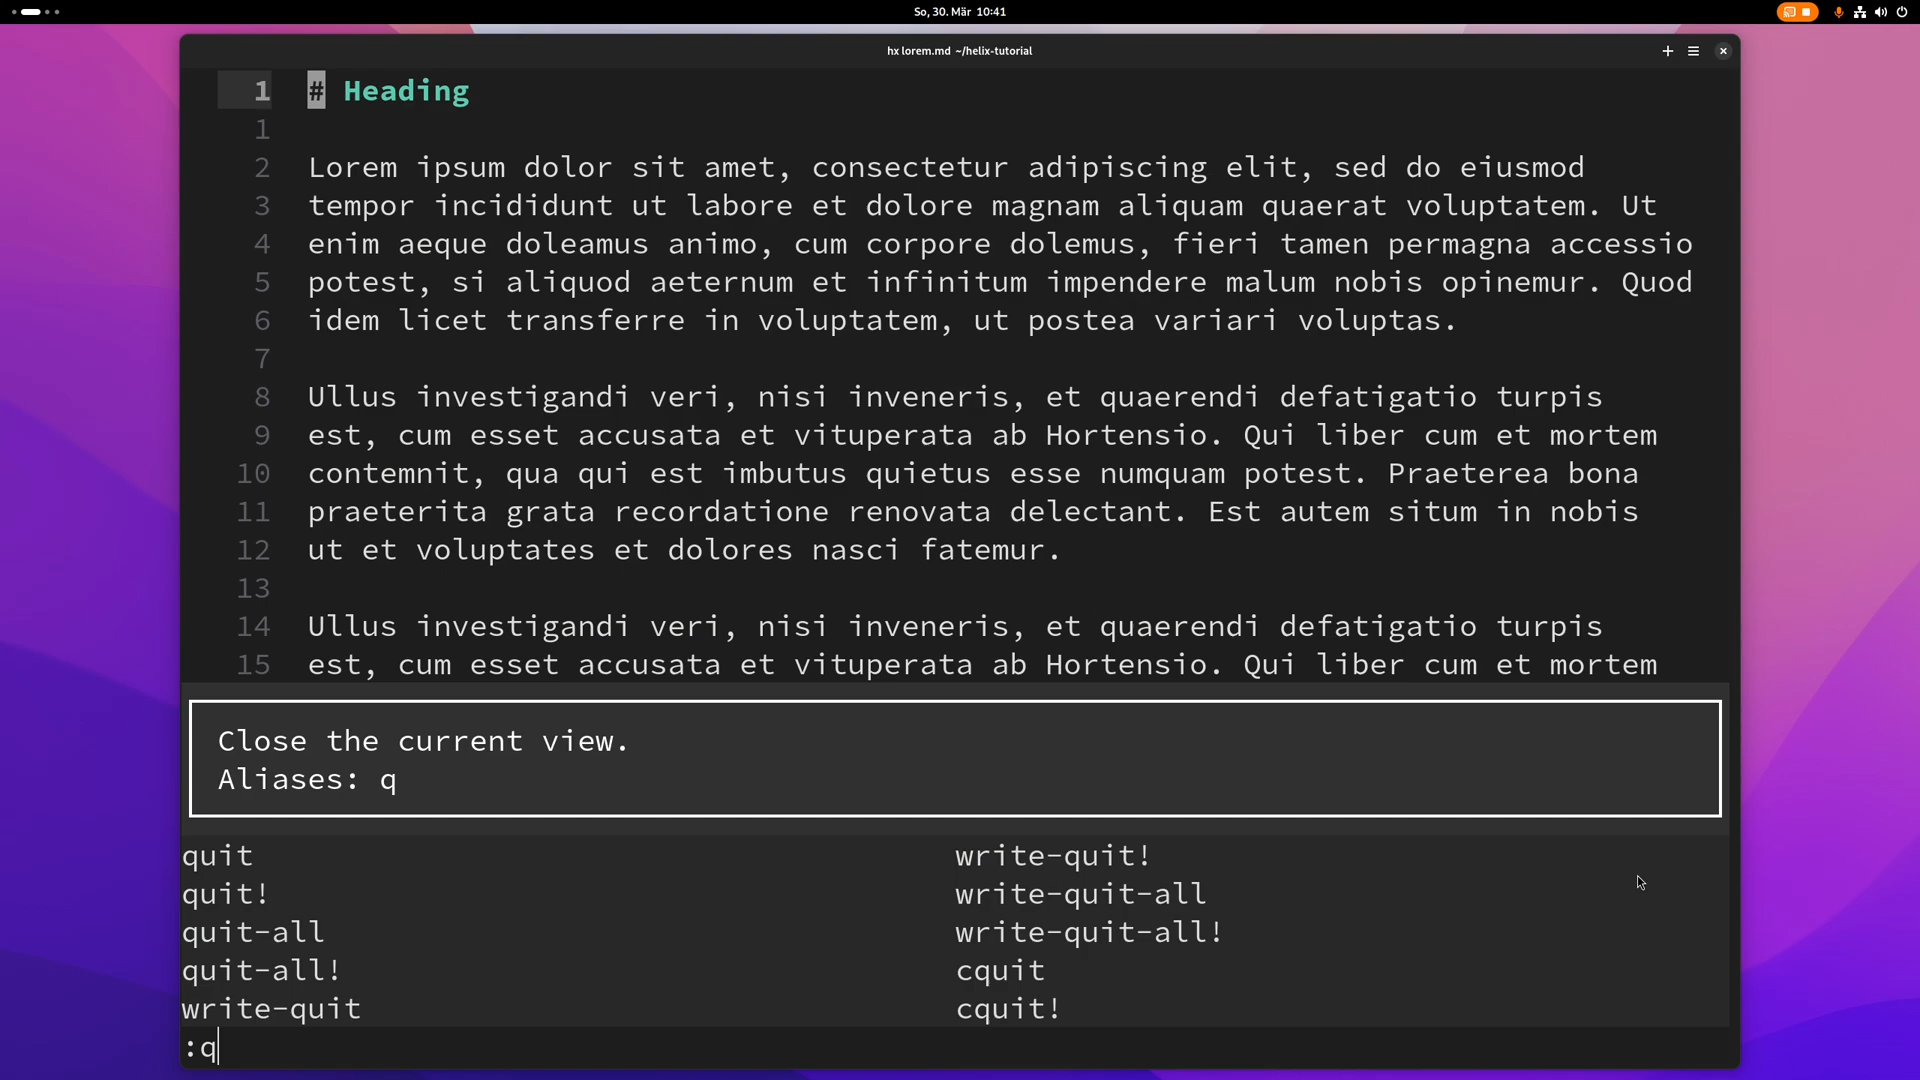 So, 30. Mär 10:41
hx lorem.md ~/helix-tutorial
1 # Heading
1
2 Lorem ipsum dolor sit amet, consectetur adipiscing elit, sed do eiusmod
3 tempor incididunt ut labore et dolore magnam aliquam quaerat voluptatem. Ut
4 enim aeque doleamus animo, cum corpore dolemus, fieri tamen permagna accessio
5 potest, si aliquod aeternum et infinitum impendere malum nobis opinemur. Quod
6 idem licet transferre in voluptatem, ut postea variari voluptas.
7
8 Ullus investigandi veri, nisi inveneris, et quaerendi defatigatio turpis
9 est, cum esset accusata et vituperata ab Hortensio. Qui liber cum et mortem
10 contemnit, qua qui est imbutus quietus esse numquam potest. Praeterea bona
11 praeterita grata recordatione renovata delectant. Est autem situm in nobis
12 ut et voluptates et dolores nasci fatemur.
13
14 Ullus investigandi veri, nisi inveneris, et quaerendi defatigatio turpis
15 est, cum esset accusata et vituperata ab Hortensio. Qui liber cum et mortem
Close the current view.
Aliases: q
quit
quit!
quit-all
quit-all!
write-quit
write-quit!
write-quit-all
write-quit-all!
cquit
cquit!
:q